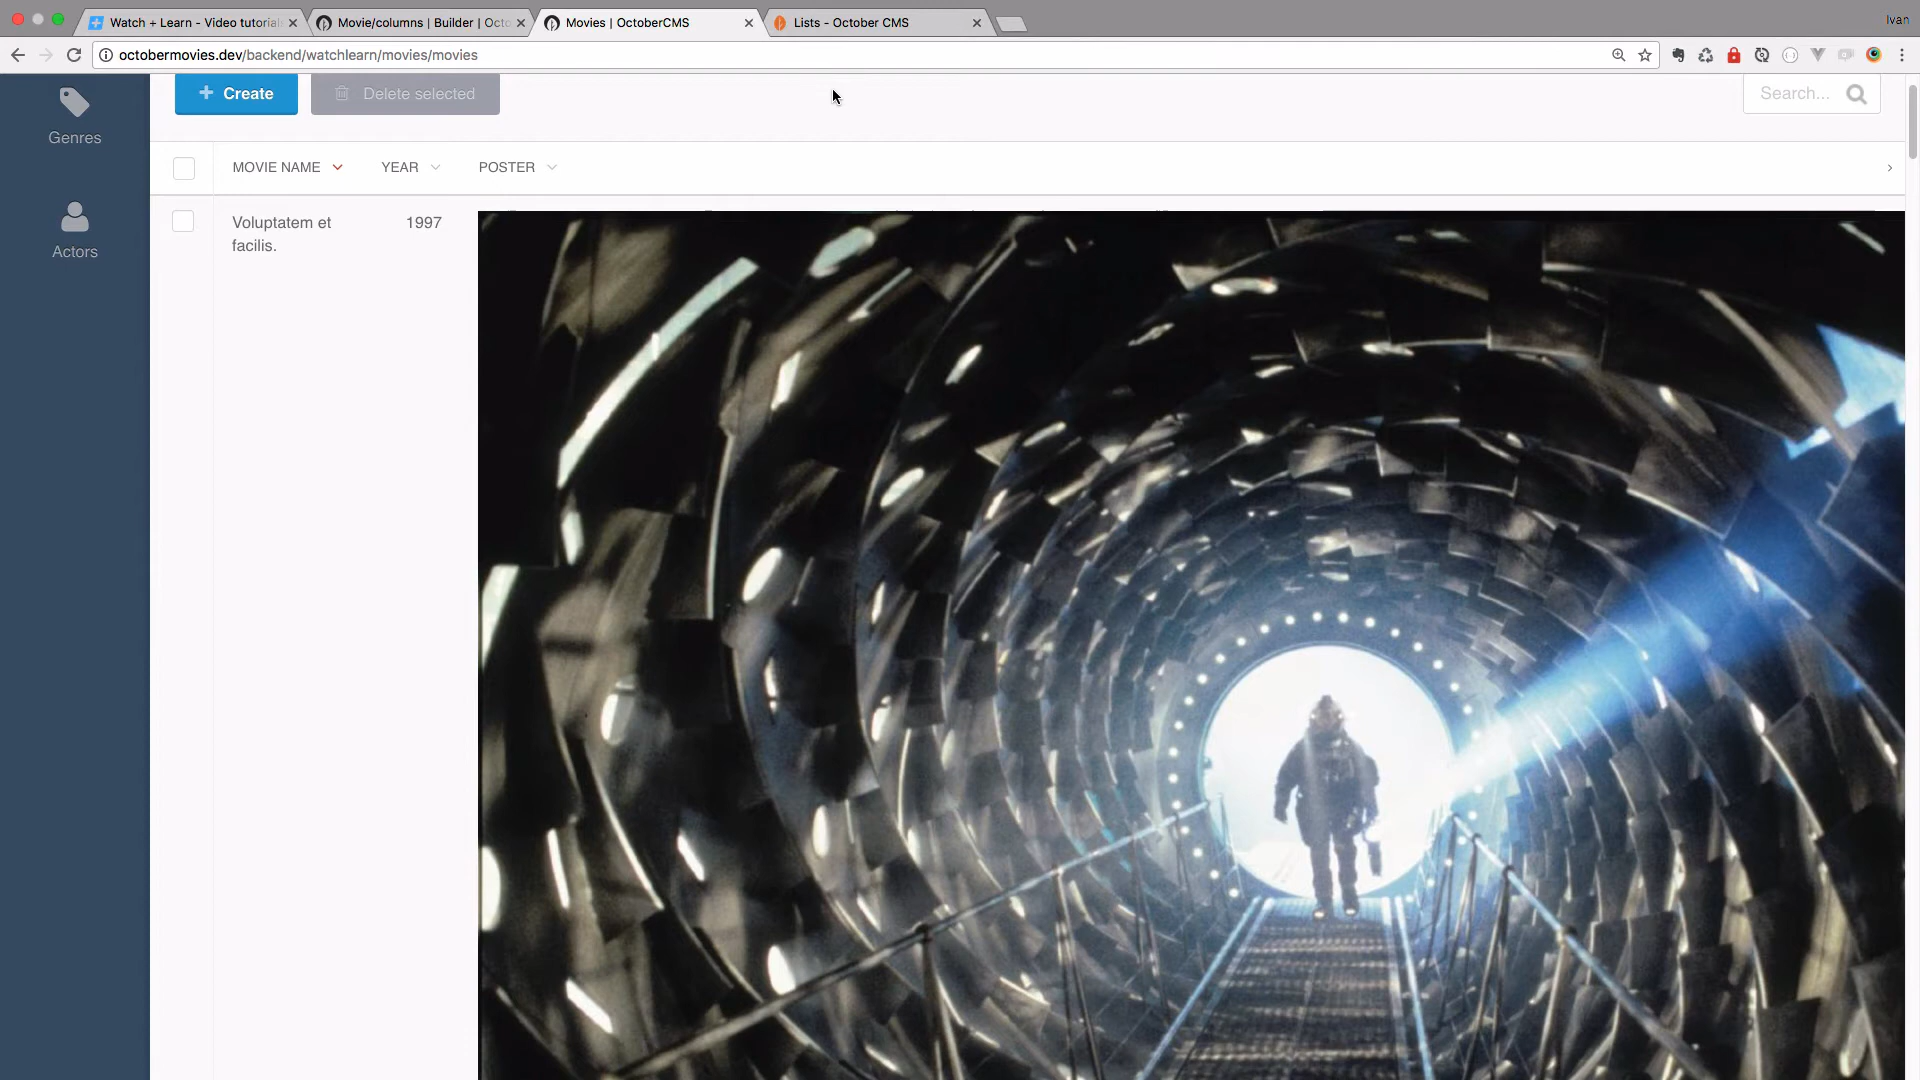 Watch + Learn - Video tutorial
Movie/columns | Builder | Octo
Movies | OctoberCMS
Lists - October CMS
Ivan
octobermovies.dev/backend/watchlearn/movies/movies
Create
Delete selected
Search...
Genres
Actors
MOVIE NAME
YEAR
POSTER
Voluptatem et
facilis.
1997